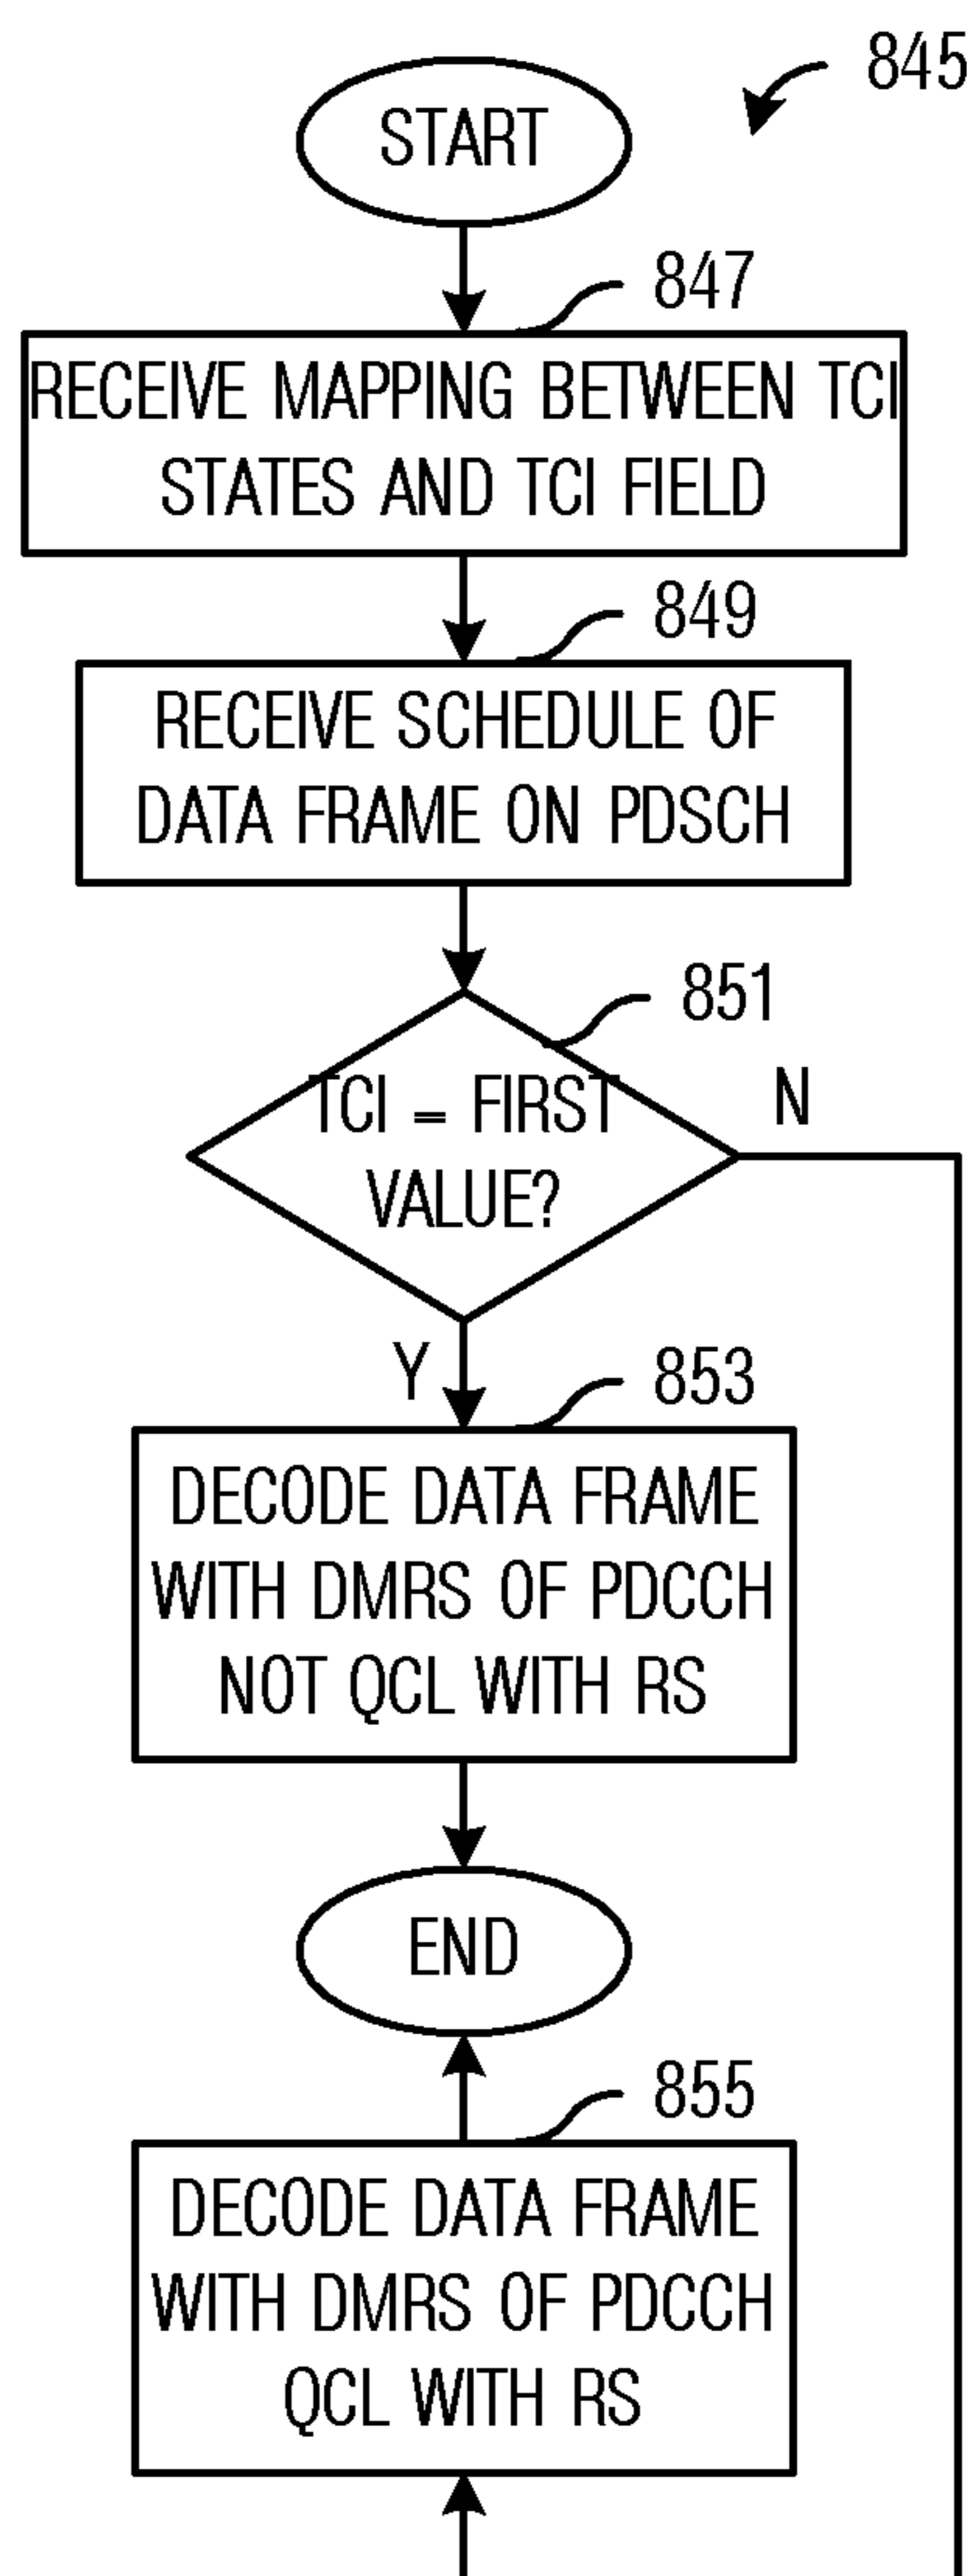 845
START
847
RECEIVE MAPPING BETWEEN TCI
STATES AND TCI FIELD
849
RECEIVE SCHEDULE OF
DATA FRAME ON PDSCH
851
TCI = FIRST
VALUE?
N
Y
853
DECODE DATA FRAME
WITH DMRS OF PDCCH
NOT QCL WITH RS
END
855
DECODE DATA FRAME
WITH DMRS OF PDCCH
QCL WITH RS